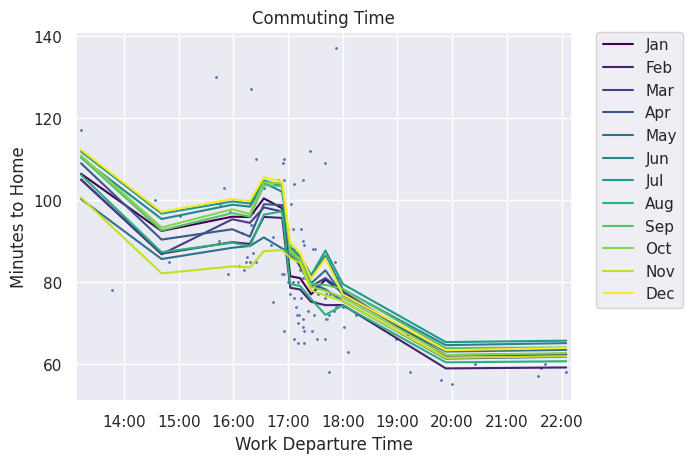 Commuting Time
140
120
100
80
60
Minutes to Home
14:00 15:00 16:00 17:00 18:00 19:00 20:00 21:00 22:00
Work Departure Time
Jan
Feb
Mar
Apr
May
Jun
Jul
Aug
Sep
Oct
Nov
Dec